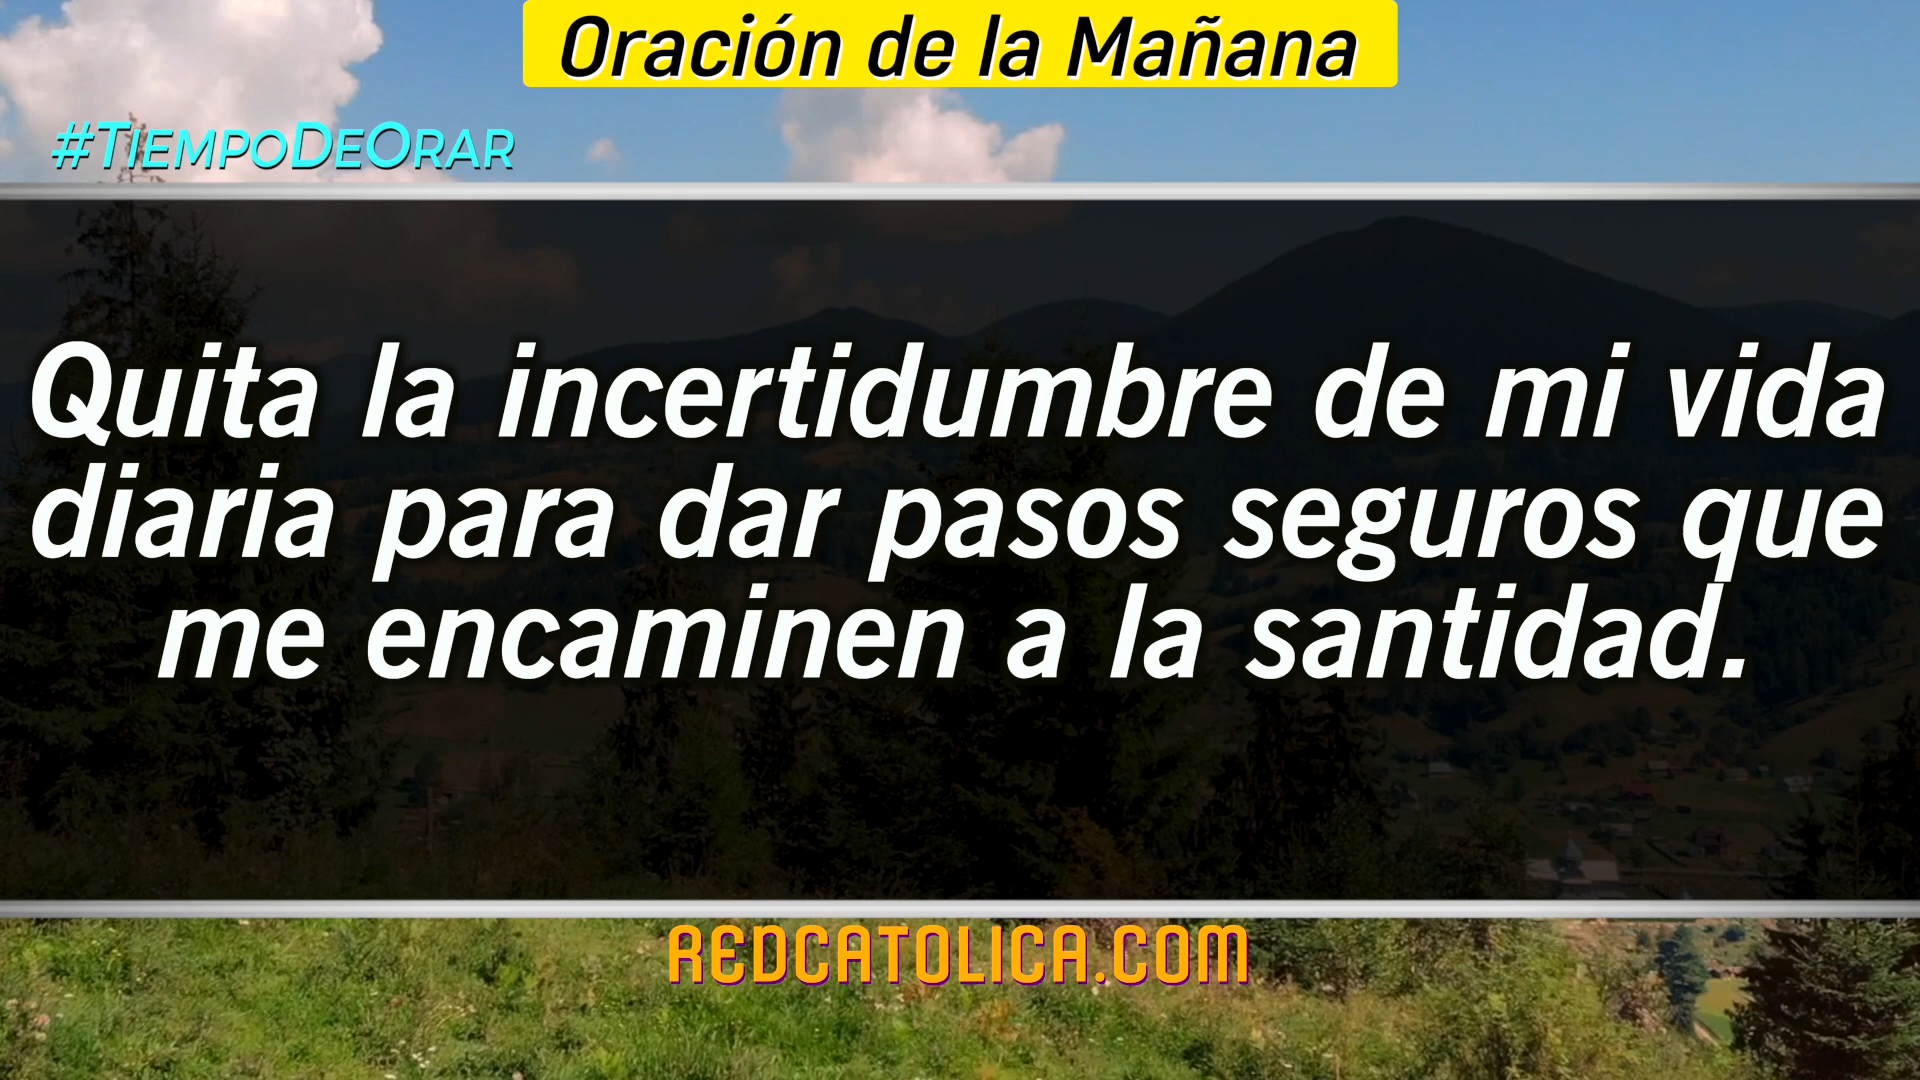 Oración de la Mañana
#TiempoDeOrar
Quita la incertidumbre de mi vida
diaria para dar pasos seguros que
me encaminen a la santidad.
REDCATOLICA.COM